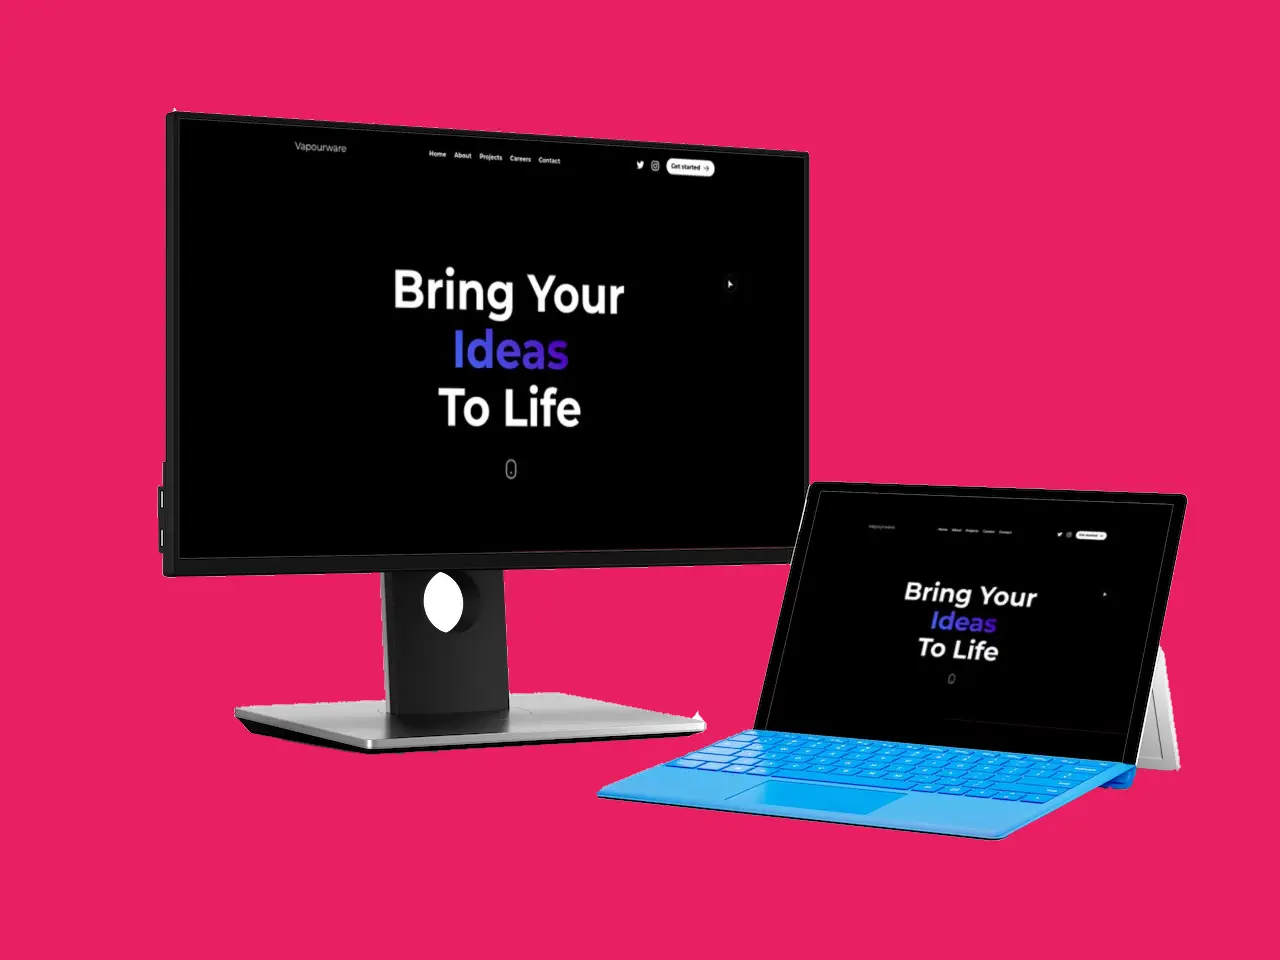 Vapourware
Home About Projects Careers Contact
Get started
Bring Your
Ideas
To Life
Vapourware
Home About Projects Careers Contact
Get started
Bring Your
Ideas
To Life